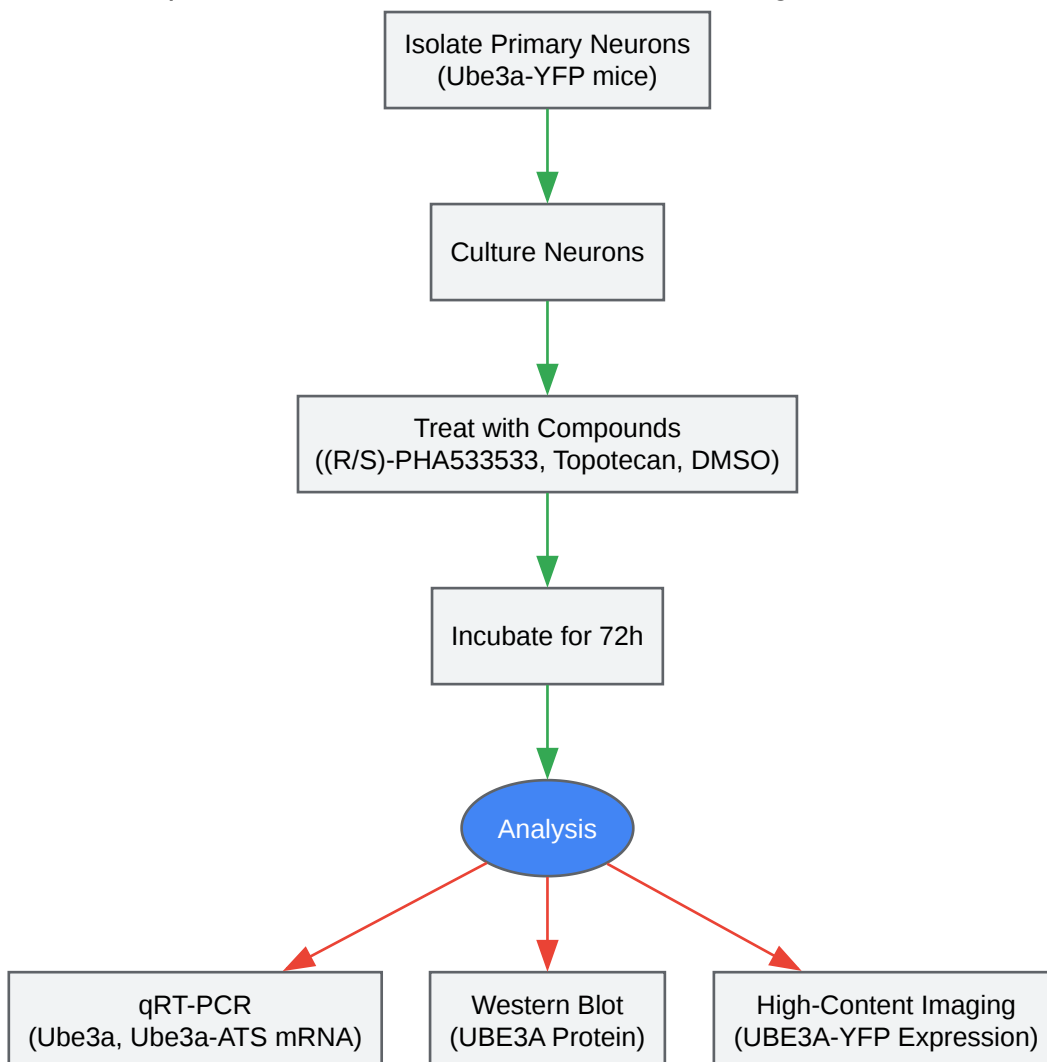 Isolate Primary Neurons
(Ube3a-YFP mice)
Culture Neurons
Treat with Compounds
((R/S)-PHA533533, Topotecan, DMSO)
Incubate for 72h
Analysis
qRT-PCR
(Ube3a, Ube3a-ATS mRNA)
Western Blot
(UBE3A Protein)
High-Content Imaging
(UBE3A-YFP Expression)